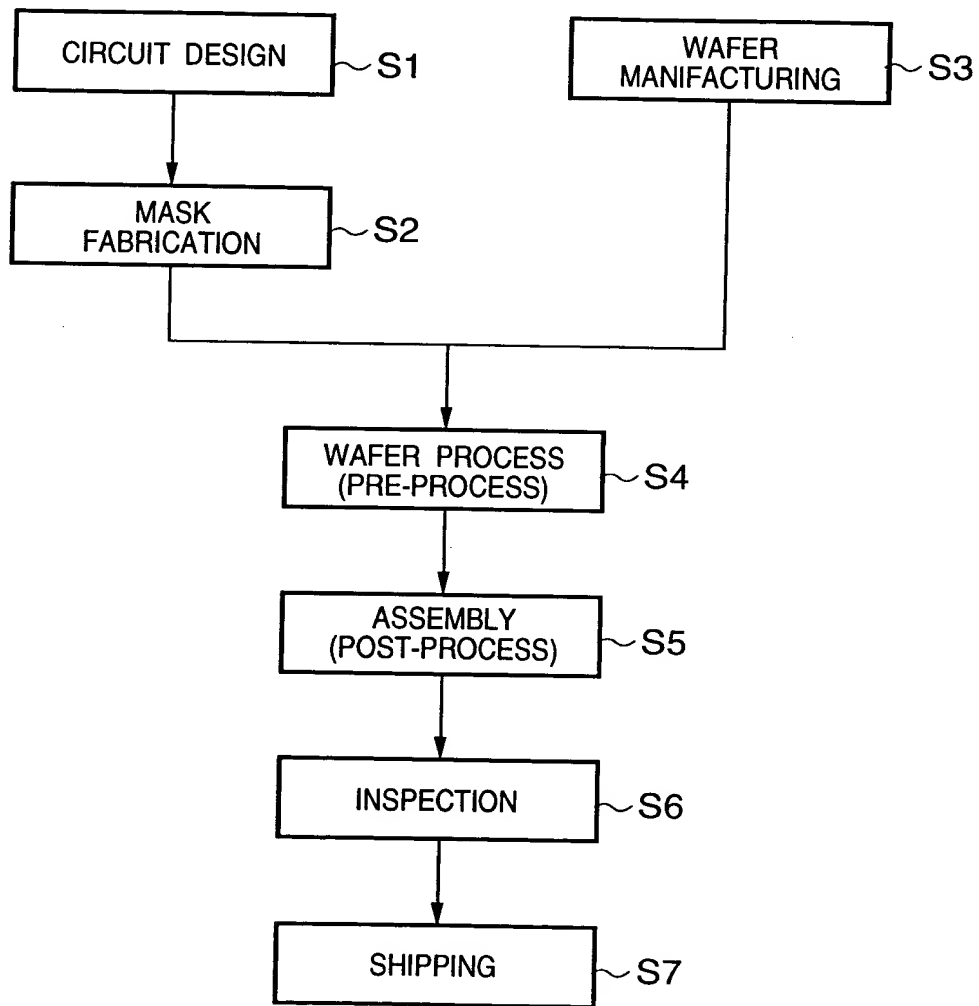 CIRCUIT DESIGN
S1
WAFER
MANIFACTURING
S3
MASK
FABRICATION
S2
WAFER PROCESS
(PRE-PROCESS)
S4
ASSEMBLY
(POST-PROCESS)
S5
INSPECTION
S6
SHIPPING
S7